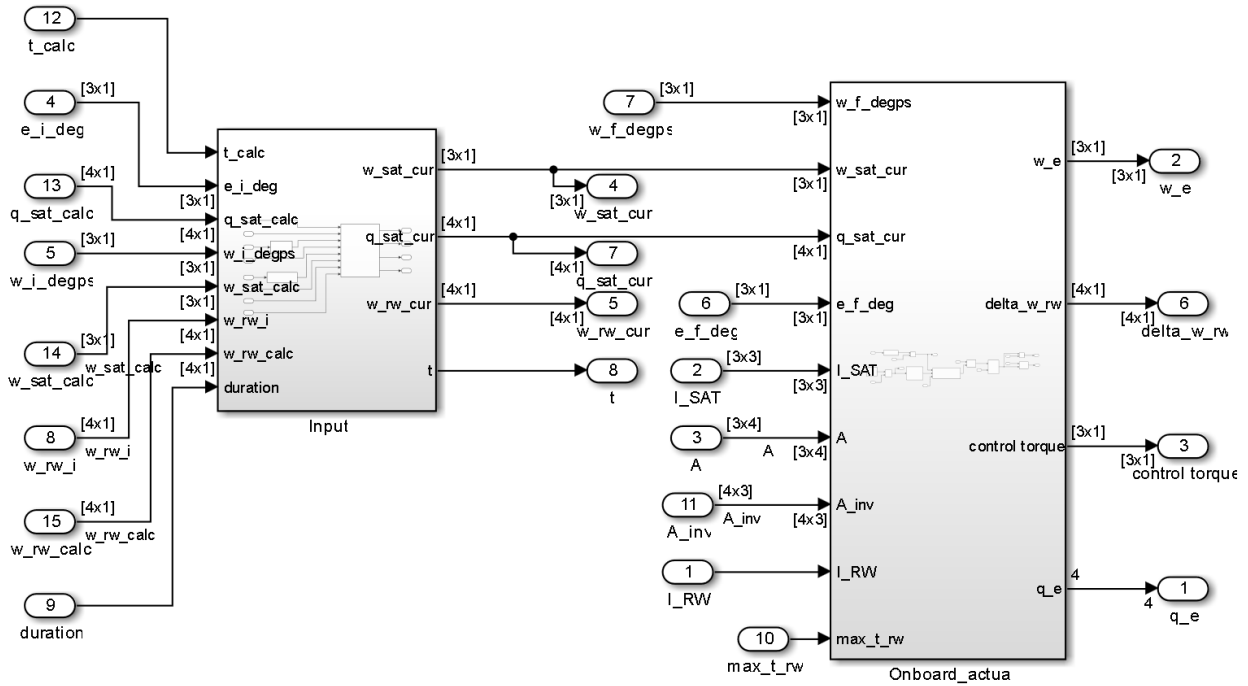 12
t_calc
[3x1]
4
e_i_deg
[4x1]
13
q_sat_calc
[3x1]
5
w_i_degps
14
[3x1]
w_sat_calc
w_sat_calc
[4x1]
8
w_rw_i
w_rw_i
[4x1]
15
w_rw_calc
w_rw_calc
9
duration
t_calc
e_i_deg
[3x1]
q_sat_calc
[4x1]
w_i_degps
[3x1]
w_sat_calc
[3x1]
w_rw_i
[4x1]
w_rw_calc
[4x1]
duration
w_sat_cur
[3x1]
q_sat_cur
[4x1]
w_rw_cur
[4x1]
t
Input
[3x1]
4
w_sat_cur
7
[4x1]
q_sat_cur
5
[4x1]
w_rw_cur
8
t
7
[3x1]
w_f_degps
6
[3x1]
e_f_deg
2
[3x3]
I_SAT
3
[3x4]
A
A
11
[4x3]
A_inv
A_inv
1
I_RW
10
max_t_rw
w_f_degps
[3x1]
w_sat_cur
[3x1]
q_sat_cur
[4x1]
e_f_deg
[3x1]
I_SAT
[3x3]
A
[3x4]
A_inv
[4x3]
I_RW
max_t_rw
w_e
[3x1]
delta_w_rw
[4x1]
control torque
[3x1]
q_e
4
Onboard_actua
2
[3x1]
w_e
6
[4x1]
delta_w_rw
3
[3x1]
control torque
1
4
q_e